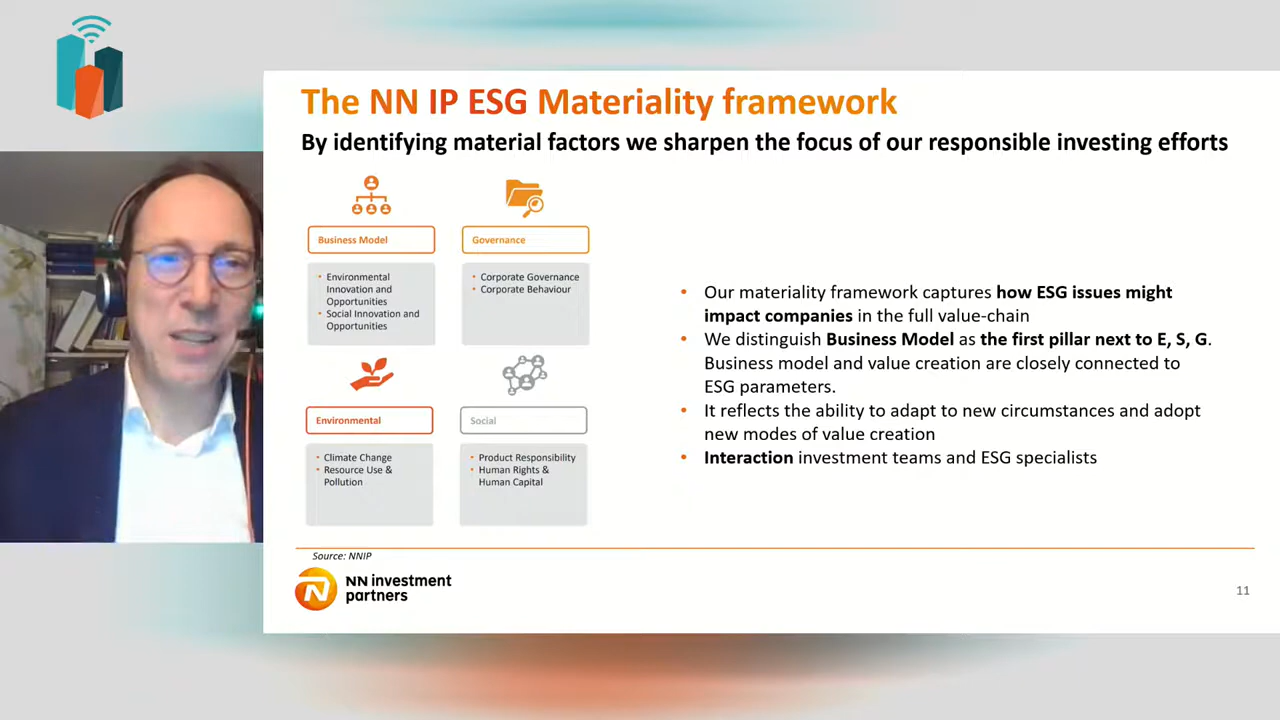 The NN IP ESG Materiality framework
By identifying material factors we sharpen the focus of our responsible investing efforts
Business Model
• Environmental
Innovation and
Opportunities
• Social Innovation and
Opportunities
Governance
• Corporate Governance
• Corporate Behaviour
Environmental
• Climate Change
• Resource Use &
Pollution
Social
• Product Responsibility
• Human Rights &
Human Capital
• Our materiality framework captures how ESG issues might
impact companies in the full value-chain
• We distinguish Business Model as the first pillar next to E, S, G.
Business model and value creation are closely connected to
ESG parameters.
• It reflects the ability to adapt to new circumstances and adopt
new modes of value creation
• Interaction investment teams and ESG specialists
Source: NNIP
N NN investment
partners
11